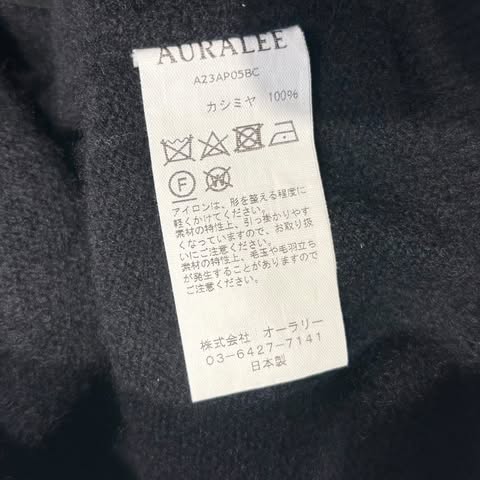 AURALEE
A23AP05BC
カシミヤ 100%
F
W
アイロンは、形を整える程度に
軽くかけてください。
素材の特性上、引っ掛かりやす
くなっていますので、お取り扱
いにご注意ください。
素材の特性上、毛玉や毛羽立ち
が発生することがありますので
ご注意ください。
株式会社 オーラリー
03-6427-7141
日本製